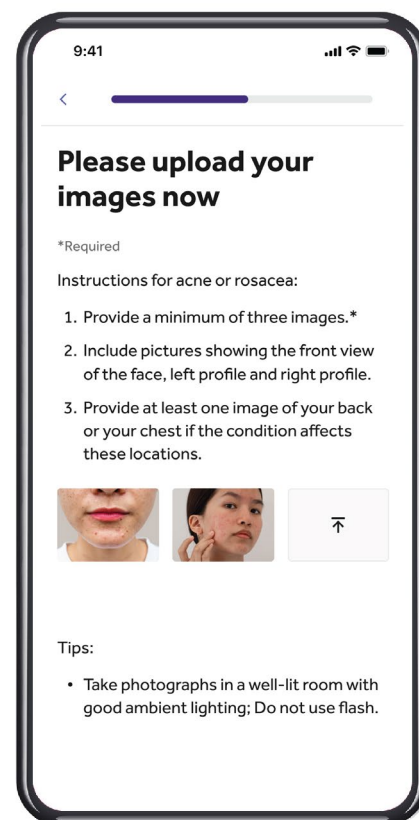 9:41
Please upload your
images now
*Required
Instructions for acne or rosacea:
1. Provide a minimum of three images.*
2. Include pictures showing the front view
of the face, left profile and right profile.
3. Provide at least one image of your back
or your chest if the condition affects
these locations.
Tips:
• Take photographs in a well-lit room with
good ambient lighting; Do not use flash.